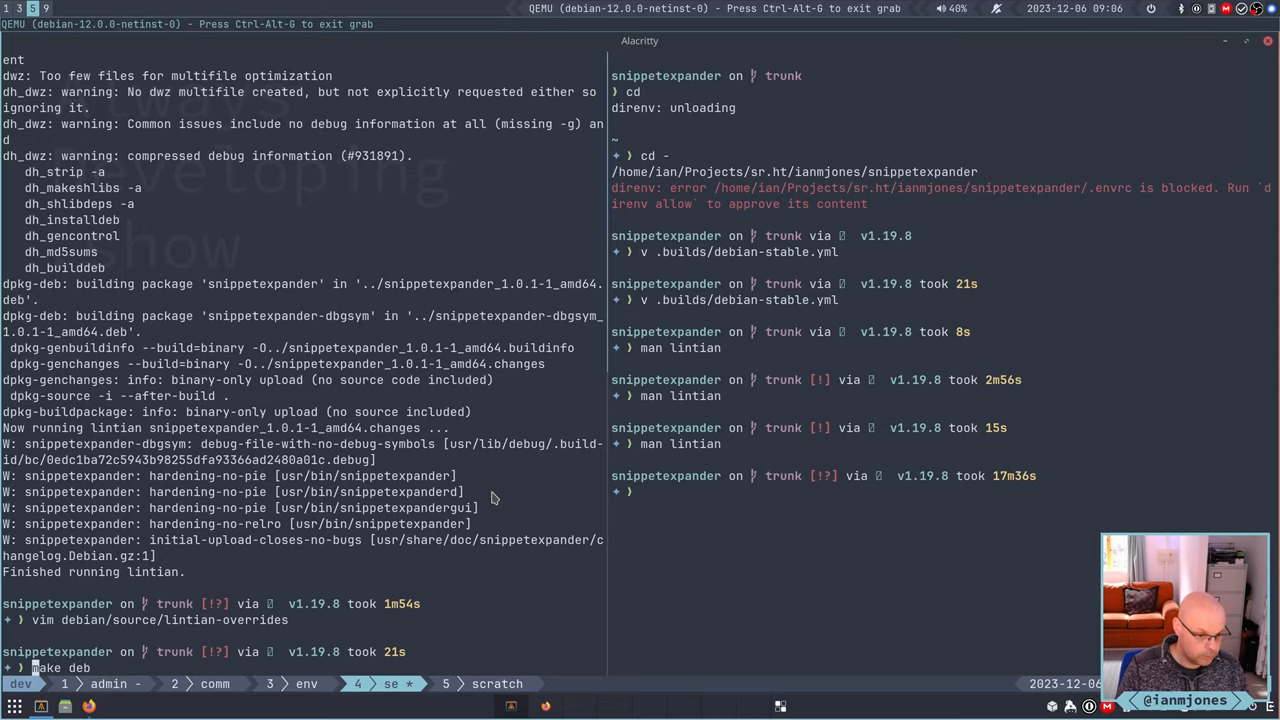 1 3 5 9
QEMU (debian-12.0.0-netinst-0) - Press Ctrl-Alt-G to exit grab
40%
2023-12-06 09:06
QEMU (debian-12.0.0-netinst-0) - Press Ctrl-Alt-G to exit grab
Alacritty
ent
dwz: Too few files for multifile optimization
dh_dwz: warning: No dwz multifile created, but not explicitly requested either so
ignoring it.
dh_dwz: warning: Common issues include no debug information at all (missing -g) an
d
dh_dwz: warning: compressed debug information (#931891).
dh_strip -a
dh_makeshlibs -a
dh_shlibdeps -a
dh_installdeb
dh_gencontrol
dh_md5sums
dh_builddeb
dpkg-deb: building package 'snippetexpander' in '../snippetexpander_1.0.1-1_amd64.
deb'.
dpkg-deb: building package 'snippetexpander-dbgsym' in '../snippetexpander-dbgsym_
1.0.1-1_amd64.deb'.
dpkg-genbuildinfo --build=binary -O../snippetexpander_1.0.1-1_amd64.buildinfo
dpkg-genchanges --build=binary -O../snippetexpander_1.0.1-1_amd64.changes
dpkg-genchanges: info: binary-only upload (no source code included)
dpkg-source -i --after-build .
dpkg-buildpackage: info: binary-only upload (no source included)
Now running lintian snippetexpander_1.0.1-1_amd64.changes ...
W: snippetexpander-dbgsym: debug-file-with-no-debug-symbols [usr/lib/debug/.build-
id/bc/0edc1ba72c5943b98255dfa93366ad2480a01c.debug]
W: snippetexpander: hardening-no-pie [usr/bin/snippetexpander]
W: snippetexpander: hardening-no-pie [usr/bin/snippetexpanderd]
W: snippetexpander: hardening-no-pie [usr/bin/snippetexpandergui]
W: snippetexpander: hardening-no-relro [usr/bin/snippetexpander]
W: snippetexpander: initial-upload-closes-no-bugs [usr/share/doc/snippetexpander/c
hangelog.Debian.gz:1]
Finished running lintian.
snippetexpander on trunk [!?] via v1.19.8 took 1m54s
✦ ❯ vim debian/source/lintian-overrides
snippetexpander on trunk [!?] via v1.19.8 took 21s
✦ ❯ make deb
snippetexpander on trunk
❯ cd
direnv: unloading
~
✦ ❯ cd -
/home/ian/Projects/sr.ht/ianmjones/snippetexpander
direnv: error /home/ian/Projects/sr.ht/ianmjones/snippetexpander/.envrc is blocked. Run `d
irenv allow` to approve its content
snippetexpander on trunk via v1.19.8
✦ ❯ v .builds/debian-stable.yml
snippetexpander on trunk via v1.19.8 took 21s
✦ ❯ v .builds/debian-stable.yml
snippetexpander on trunk via v1.19.8 took 8s
✦ ❯ man lintian
snippetexpander on trunk [!] via v1.19.8 took 2m56s
✦ ❯ man lintian
snippetexpander on trunk [!] via v1.19.8 took 15s
✦ ❯ man lintian
snippetexpander on trunk [!?] via v1.19.8 took 17m36s
✦ ❯
Always
Developing
show
dev 1 admin - 2 comm 3 env 4 se * 5 scratch
2023-12-06
@ianmjones